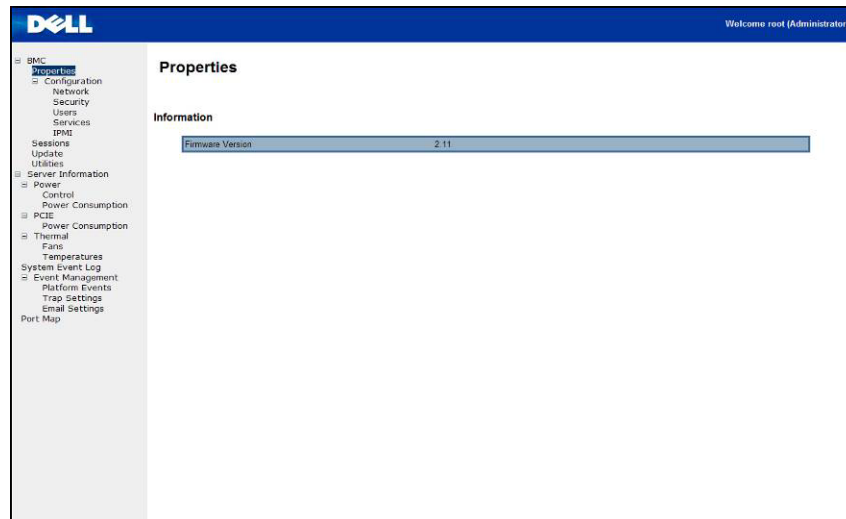 DELL
Welcome root (Administrator
BMC
Properties
Configuration
Network
Security
Users
Services
IPMI
Sessions
Update
Utilities
Server Information
Power
Control
Power Consumption
PCIE
Power Consumption
Thermal
Fans
Temperatures
System Event Log
Event Management
Platform Events
Trap Settings
Email Settings
Port Map
Properties
Information
Firmware Version 2.11